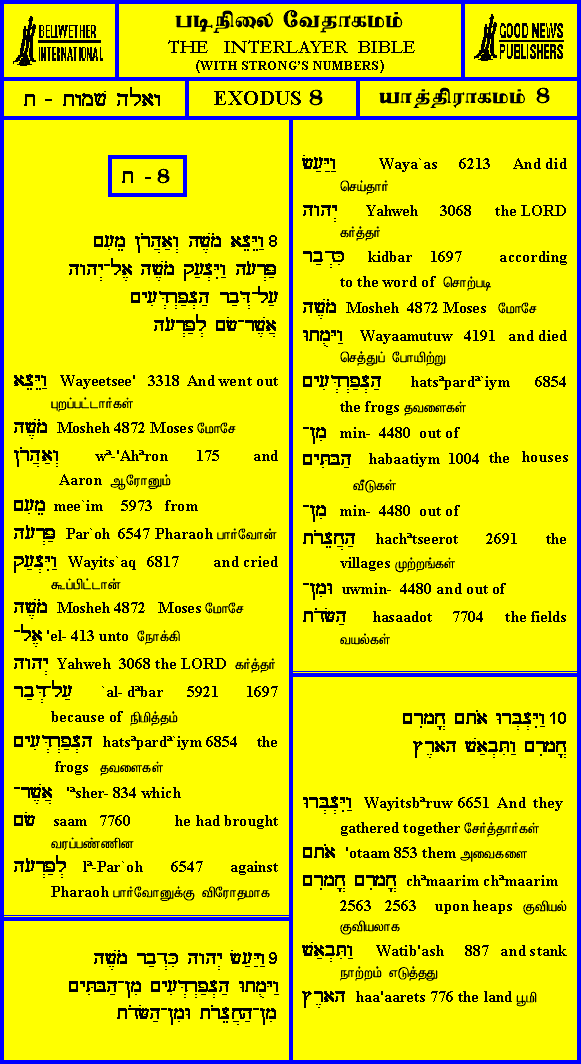 BELLWETHER
INTERNATIONAL
படிநிலை வேதாகமம்
THE INTERLAYER BIBLE
(WITH STRONG'S NUMBERS)
GOOD NEWS
PUBLISHERS
ואלה שמות - ח
EXODUS 8
யாத்திராகமம் 8
ח - 8
8 וַיֵּצֵא מֹשֶׁה וְאַהֲרֹן מֵעִם
פַּרְעֹה וַיִּצְעַק מֹשֶׁה אֶל־יְהוָה
עַל־דְּבַר הַצְפַרְדְּעִים
אֲשֶׁר־שָׂם לְפַרְעֹה
וַיֵּצֵא Wayeetsee' 3318 And went out
புறப்பட்டார்கள்
מֹשֶׁה Mosheh 4872 Moses மோசே
וְאַהֲרֹן wª-'Ahªron 175 and
Aaron ஆரோனும்
מֵעִם mee`im 5973 from
פַּרְעֹה Par`oh 6547 Pharaoh பார்வோன்
וַיִּצְעַק Wayits`aq 6817 and cried
கூப்பிட்டான்
מֹשֶׁה Mosheh 4872 Moses மோசே
אֶל־ 'el- 413 unto நோக்கி
יְהוָה Yahweh 3068 the LORD கர்த்தர்
עַל־דְּבַר `al- dªbar 5921 1697
because of நிமித்தம்
הַצְפַרְדְּעִים hatsªpardª`iym 6854 the
frogs தவளைகள்
אֲשֶׁר־ 'ªsher- 834 which
שָׂם saam 7760 he had brought
வரப்பண்ணின
לְפַרְעֹה lª-Par`oh 6547 against
Pharaoh பார்வோனுக்கு விரோதமாக
9 וַיַּעַשׂ יְהוָה כִּדְבַר מֹשֶׁה
וַיָּמֻתוּ הַצְפַרְדְּעִים מִן־הַבָּתִּים
מִן־הַחֲצֵרֹת וּמִן־הַשָּׂדֹת
וַיַּעַשׂ Waya`as 6213 And did
செய்தார்
יְהוָה Yahweh 3068 the LORD
கர்த்தர்
כִּדְבַר kidbar 1697 according
to the word of சொற்படி
מֹשֶׁה Mosheh 4872 Moses மோசே
וַיָּמֻתוּ Wayaamutuw 4191 and died
செத்துப் போயிற்று
הַצְפַרְדְּעִים hatsªpardª`iym 6854
the frogs தவளைகள்
מִן־ min- 4480 out of
הַבָּתִּים habaatiym 1004 the houses
வீடுகள்
מִן־ min- 4480 out of
הַחֲצֵרֹת hachªtseerot 2691 the
villages முற்றங்கள்
וּמִן־ uwmin- 4480 and out of
הַשָּׂדֹת hasaadot 7704 the fields
வயல்கள்
10 וַיִּצְבְּרוּ אֹתָם חֳמָרִם
חֳמָרִם וַתִּבְאַשׁ הָאָרֶץ
וַיִּצְבְּרוּ Wayitsbªruw 6651 And they
gathered together சேர்த்தார்கள்
אֹתָם 'otaam 853 them அவைகளை
חֳמָרִם חֳמָרִם chªmaarim chªmaarim
2563 2563 upon heaps குவியல்
குவியலாக
וַתִּבְאַשׁ Watib'ash 887 and stank
நாற்றம் எடுத்தது
הָאָרֶץ haa'aarets 776 the land பூமி